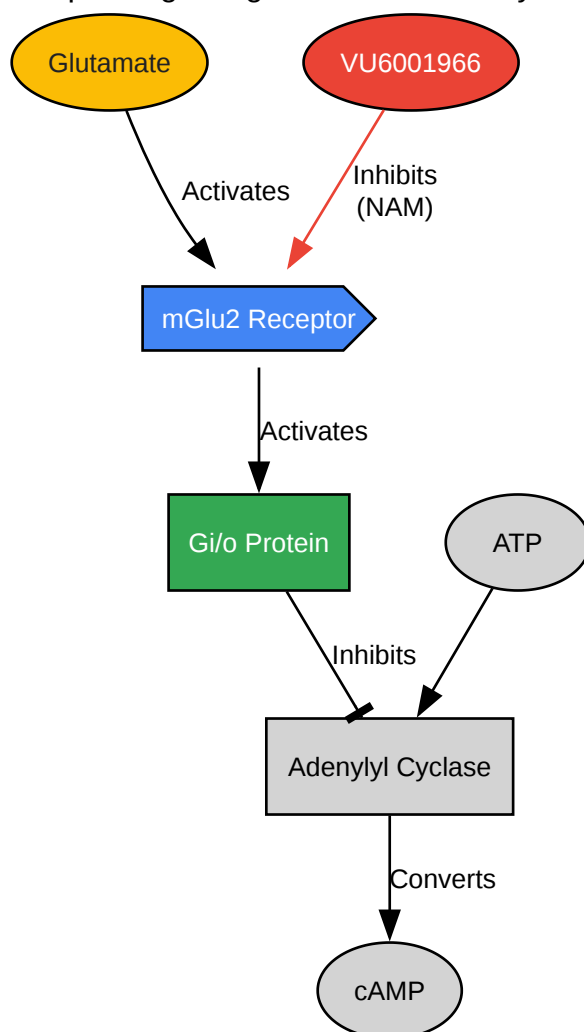 Glutamate
VU6001966
Activates
Inhibits
(NAM)
mGlu2 Receptor
Activates
Gi/o Protein
ATP
Inhibits
Adenylyl Cyclase
Converts
cAMP